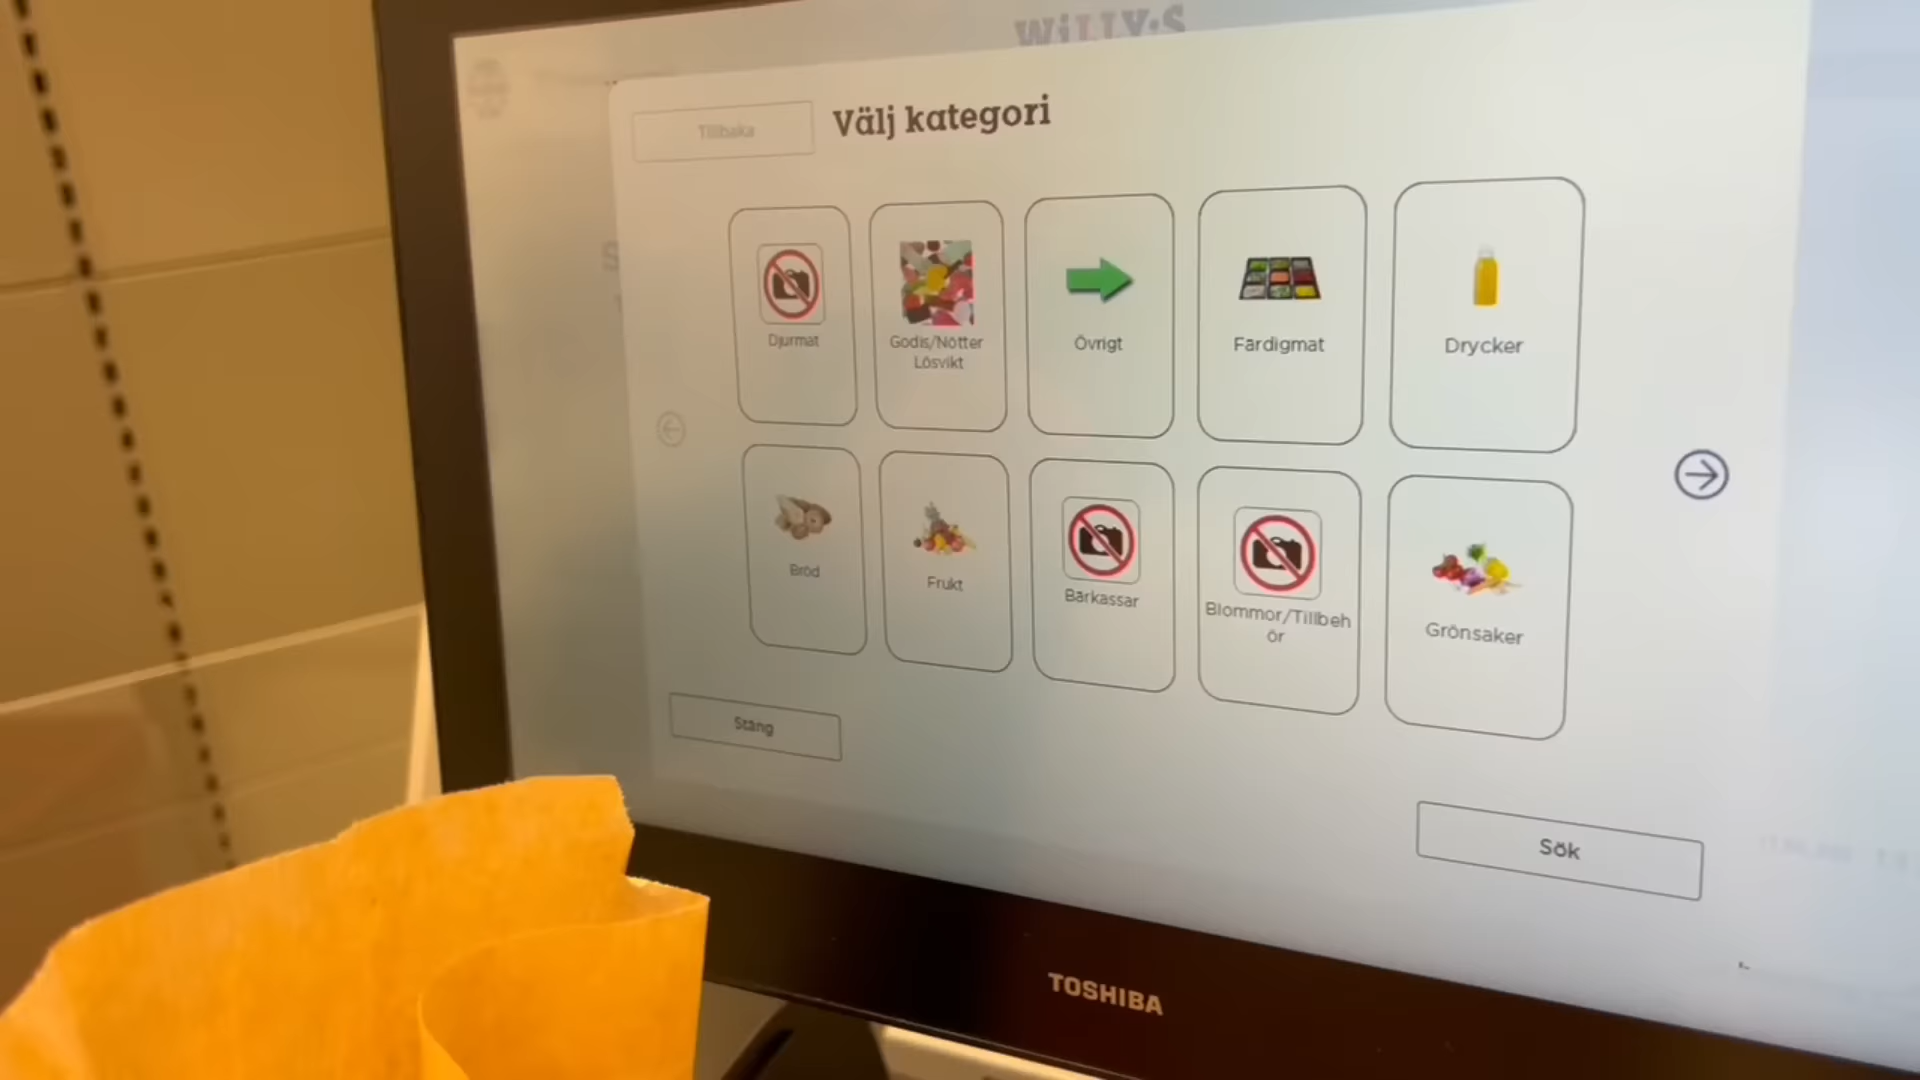 WiLLY:S
Tillbaka
Välj kategori
Djurmat
Godis/Nötter
Lösvikt
Övrigt
Färdigmat
Drycker
Bröd
Frukt
Bärkassar
Blommor/Tillbeh
ör
Grönsaker
Stäng
Sök
TOSHIBA